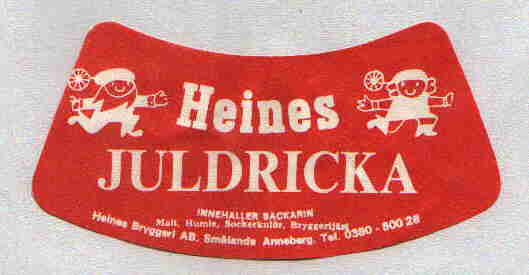 Heines
JULDRICKA
INNEHÅLLER SACKARIN
Malt, Humle, Sockerkulör, Bryggerijäst
Heines Bryggeri AB. Smålands Anneberg. Tel. 0380 - 500 28